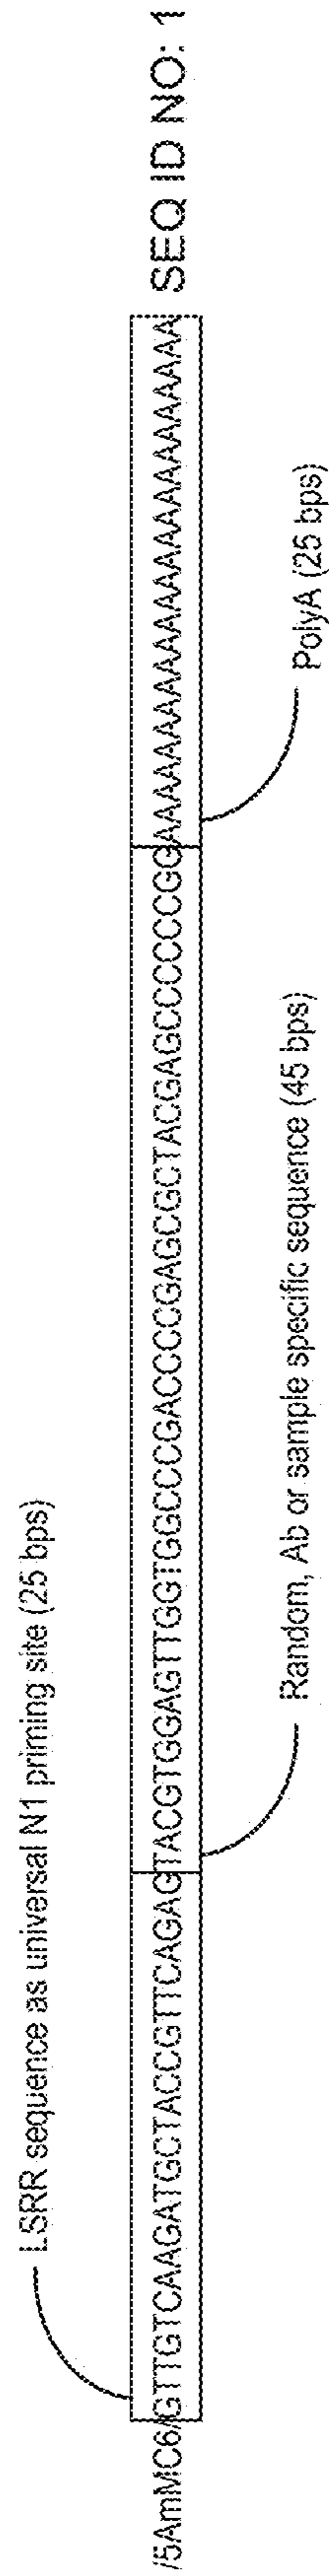 LSRR sequence as universal N1 priming site (25 bps)
/5AmMC6/GTTGTCAAGATGCTACCGTTCAGAGTACGTGGAGTTGGTGGCCCGACCCCGAGCGCTACGAGCCCCCCGGAAAAAAAAAAAAAAAAAAAAAAAAA SEQ ID NO: 1
Random, Ab or sample specific sequence (45 bps)
PolyA (25 bps)